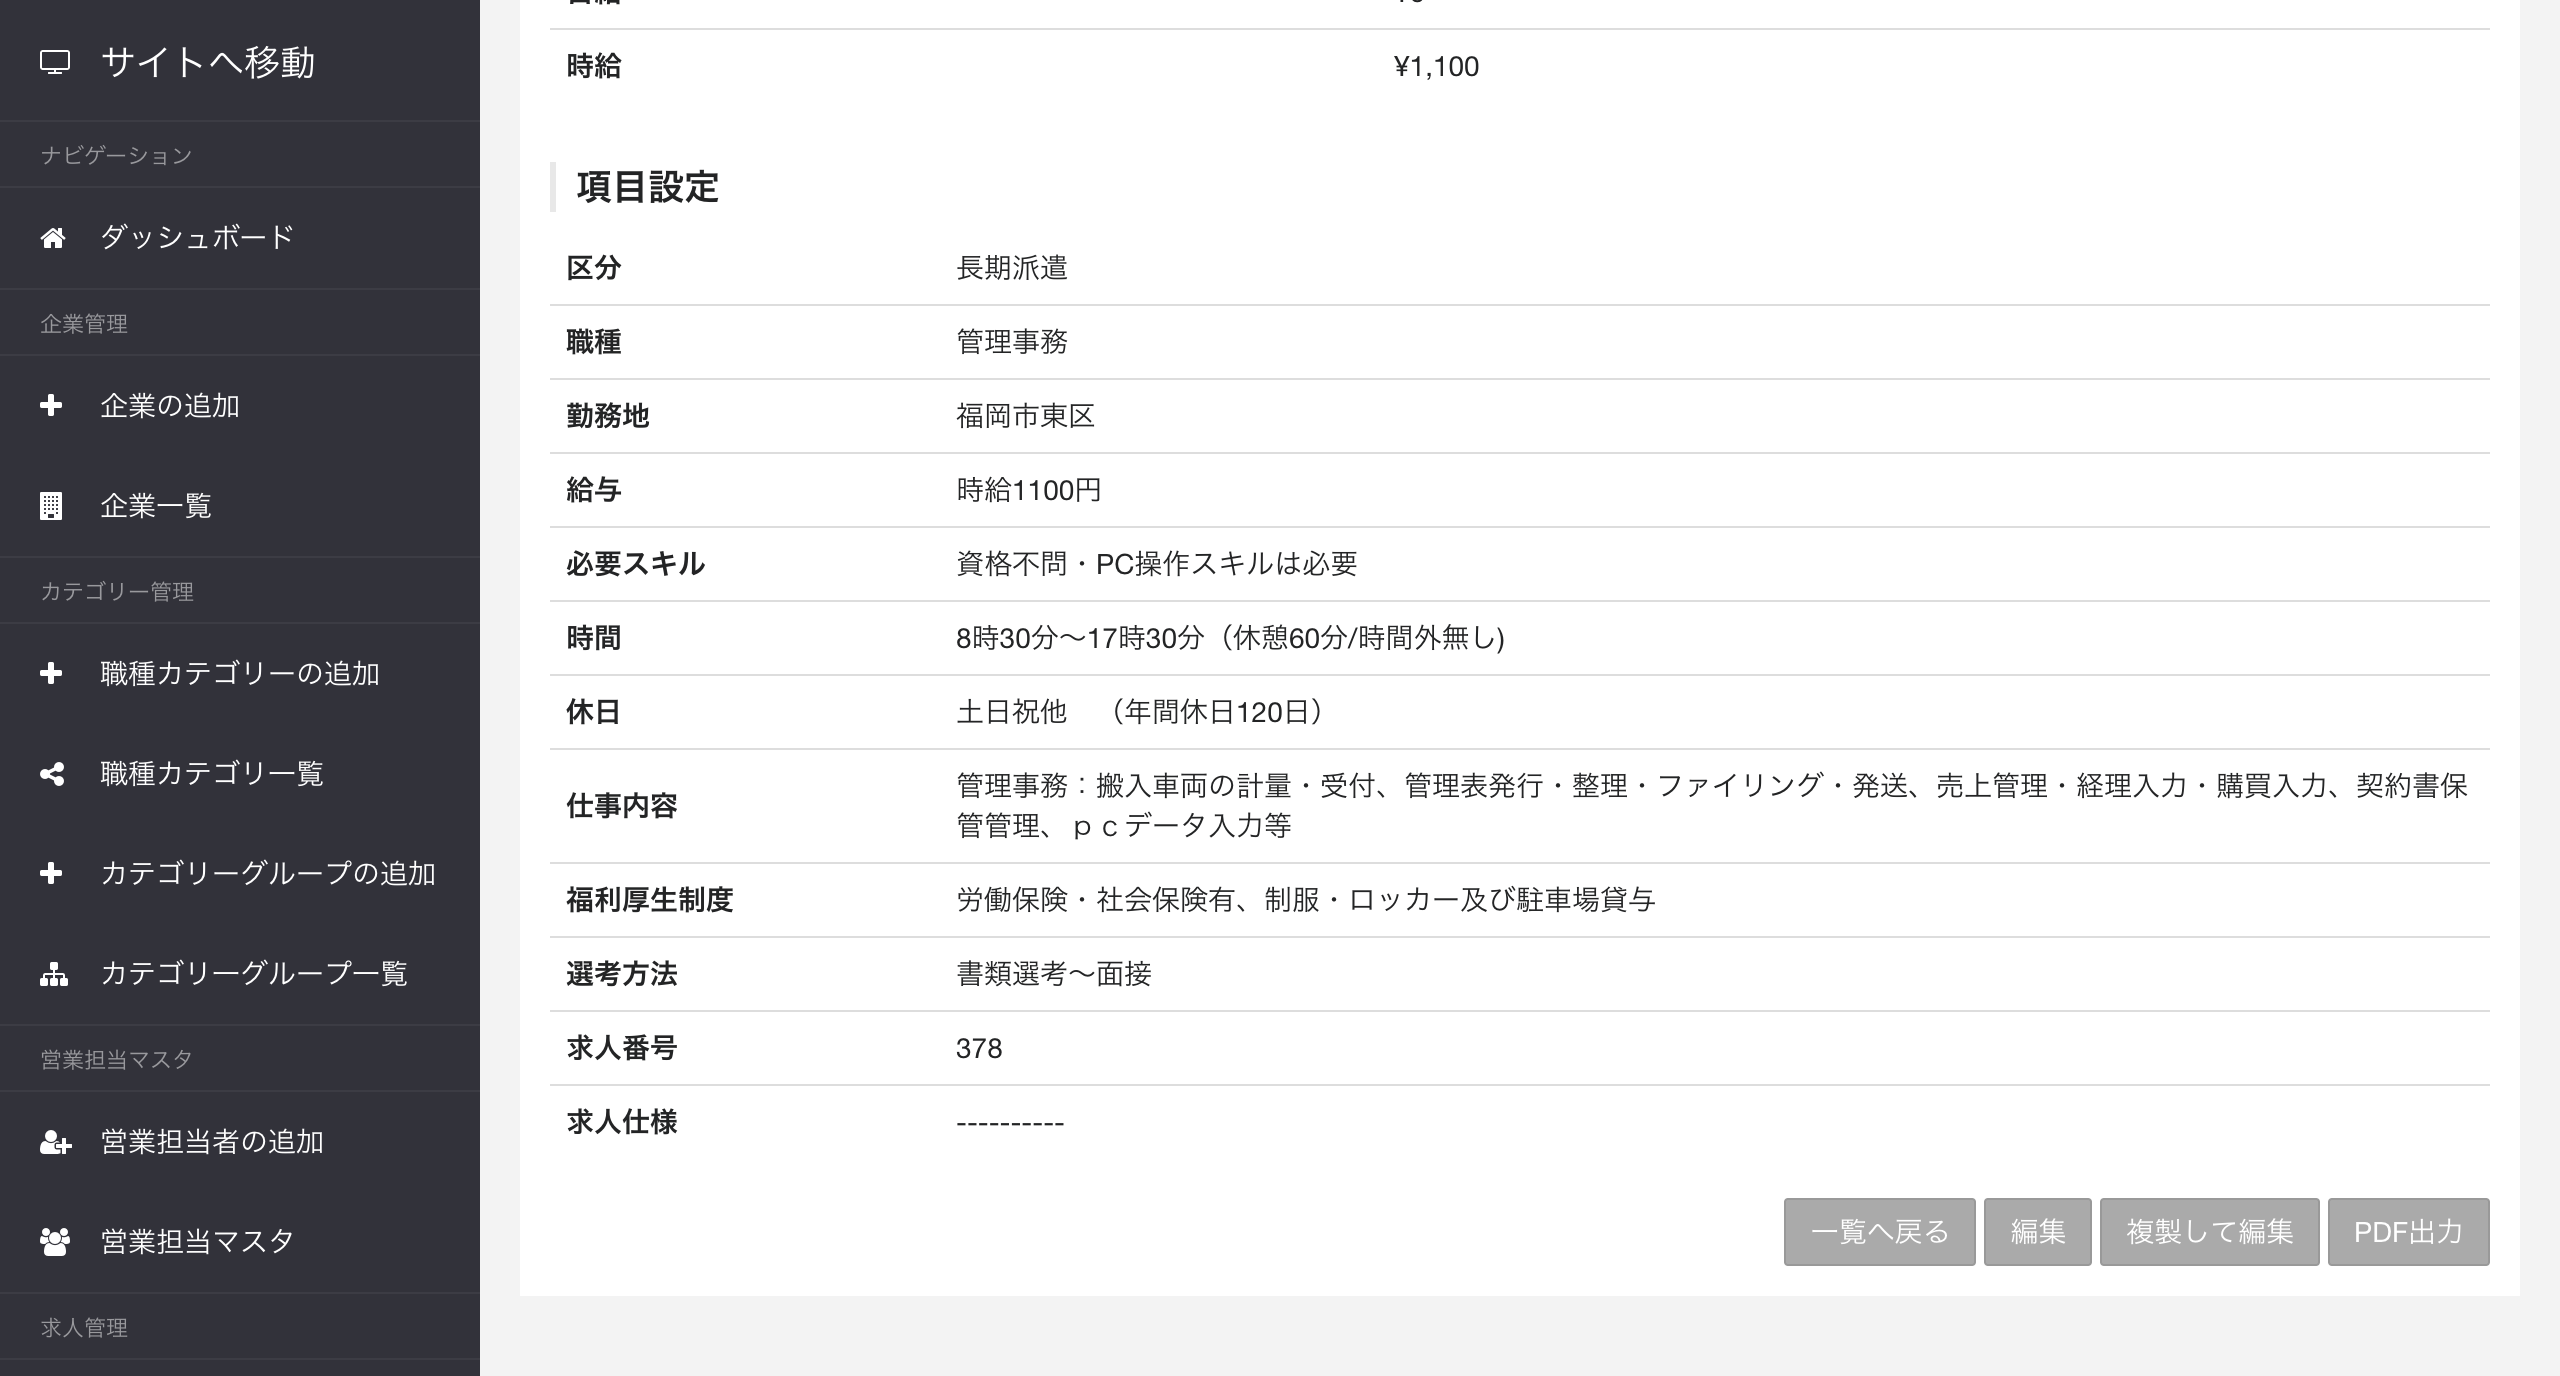 サイトへ移動
ナビゲーション
ダッシュボード
企業管理
企業の追加
企業一覧
カテゴリー管理
職種カテゴリーの追加
職種カテゴリ一覧
カテゴリーグループの追加
カテゴリーグループ一覧
営業担当マスタ
営業担当者の追加
営業担当マスタ
求人管理
時給 ¥1,100
項目設定
区分 長期派遣
職種 管理事務
勤務地 福岡市東区
給与 時給1100円
必要スキル 資格不問・PC操作スキルは必要
時間 8時30分〜17時30分（休憩60分/時間外無し)
休日 土日祝他　（年間休日120日）
仕事内容 管理事務：搬入車両の計量・受付、管理表発行・整理・ファイリング・発送、売上管理・経理入力・購買入力、契約書保
管管理、ｐｃデータ入力等
福利厚生制度 労働保険・社会保険有、制服・ロッカー及び駐車場貸与
選考方法 書類選考〜面接
求人番号 378
求人仕様 ----------
一覧へ戻る 編集 複製して編集 PDF出力